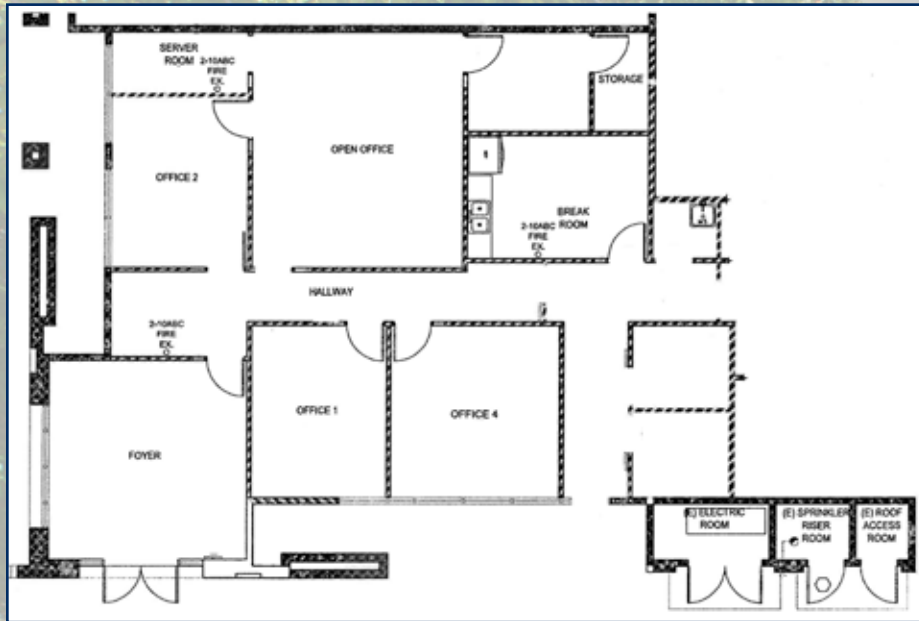 SERVER
ROOM
2-10ABC
FIRE
EX.
STORAGE
OPEN OFFICE
1
OFFICE 2
BREAK
ROOM
2-10ABC
FIRE
EX.
HALLWAY
2-10ABC
FIRE
EX.
OFFICE 1
OFFICE 4
FOYER
(E) ELECTRIC
ROOM
(E) SPRINKLER
RISER
ROOM
(E) ROOF
ACCESS
ROOM